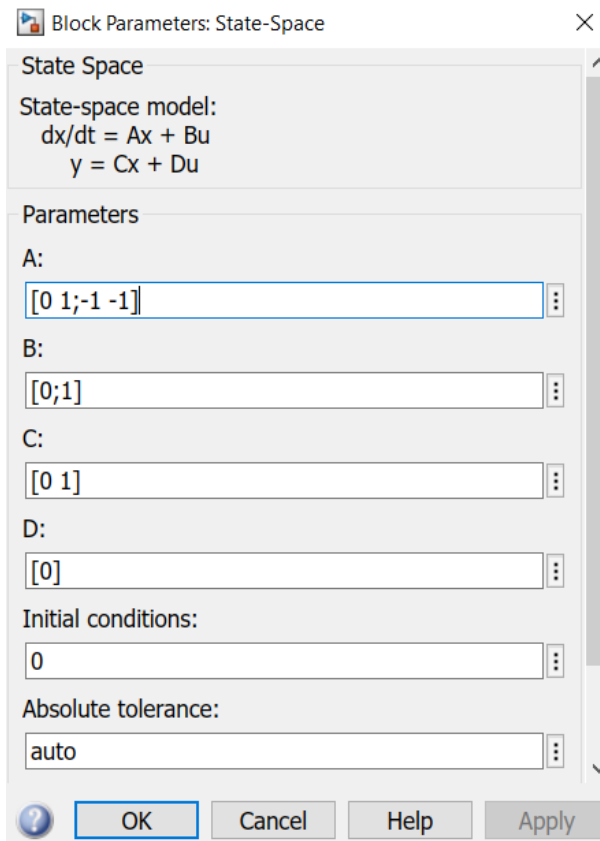 Block Parameters: State-Space
State Space
State-space model:
dx/dt = Ax + Bu
y = Cx + Du
Parameters
A:
[0 1;-1 -1]
B:
[0;1]
C:
[0 1]
D:
[0]
Initial conditions:
0
Absolute tolerance:
auto
? OK Cancel Help Apply